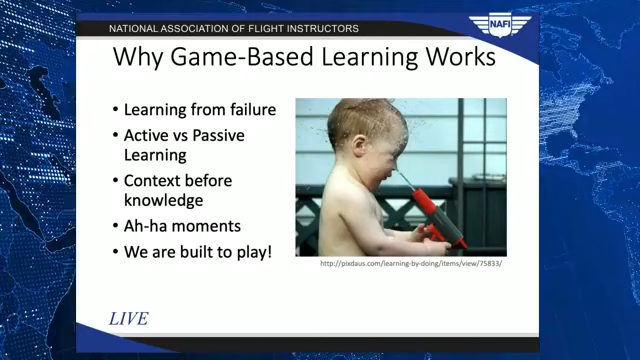 NATIONAL ASSOCIATION OF FLIGHT INSTRUCTORS
NAFI
Why Game-Based Learning Works
• Learning from failure
• Active vs Passive
Learning
• Context before
knowledge
• Ah-ha moments
• We are built to play!
http://pixdaus.com/learning-by-doing/items/view/75833/
LIVE